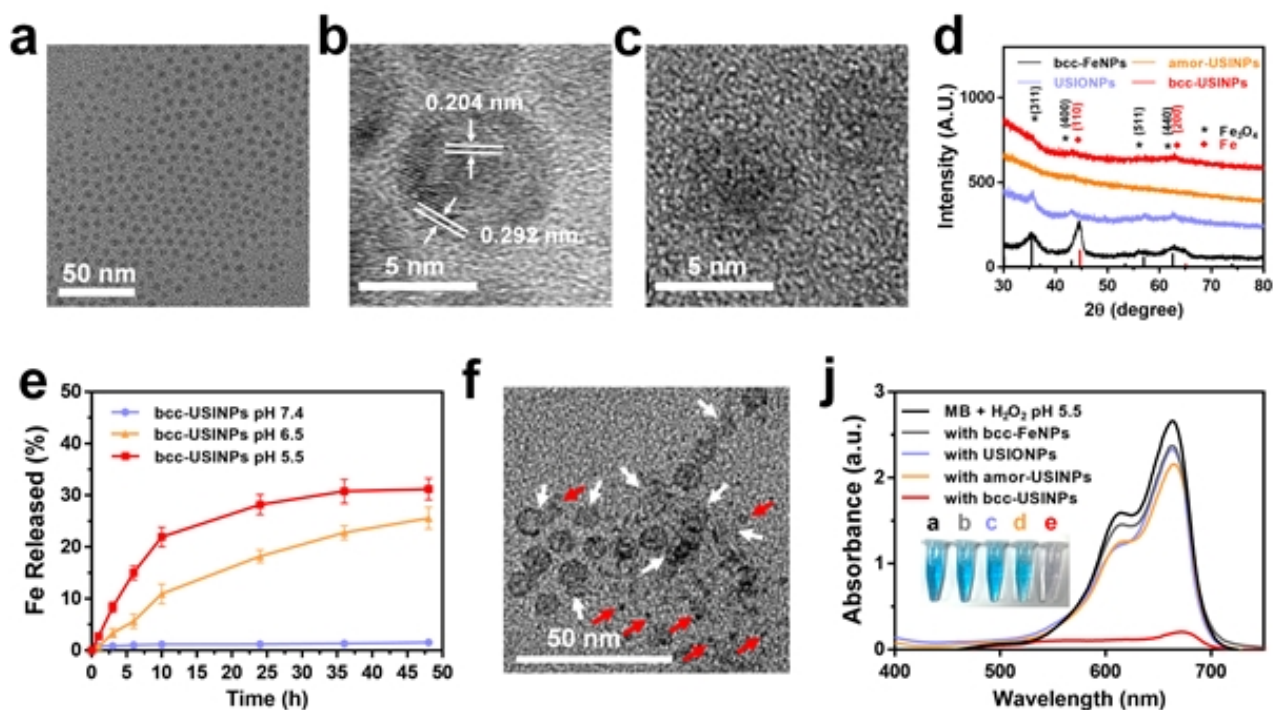 a
50 nm
b
0.204 nm
0.292 nm
5 nm
c
5 nm
d
bcc-FeNPs
amor-USINPs
USIONPs
bcc-USINPs
(311)
(400)
(110)
(511)
(440)
(200)
* Fe₃O₄
♦ Fe
Intensity (A.U.)
1000
500
0
30 40 50 60 70 80
2θ (degree)
e
bcc-USINPs pH 7.4
bcc-USINPs pH 6.5
bcc-USINPs pH 5.5
Fe Released (%)
50
40
30
20
10
0
0 5 10 15 20 25 30 35 40 45 50
Time (h)
f
50 nm
j
MB + H₂O₂ pH 5.5
with bcc-FeNPs
with USIONPs
with amor-USINPs
with bcc-USINPs
a b c d e
Absorbance (a.u.)
3
2
1
0
400 500 600 700
Wavelength (nm)